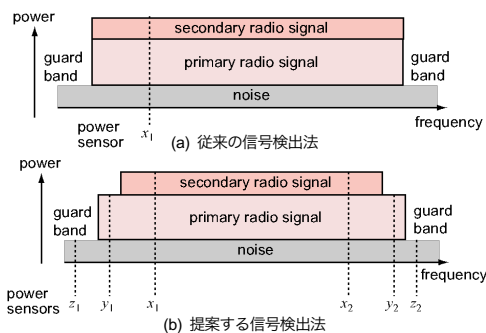 power
secondary radio signal
guard band
primary radio signal
guard band
noise
frequency
power sensor
x1
(a) 従来の信号検出法
power
secondary radio signal
guard band
primary radio signal
guard band
noise
frequency
power sensors
z1 y1 x1 x2 y2 z2
(b) 提案する信号検出法